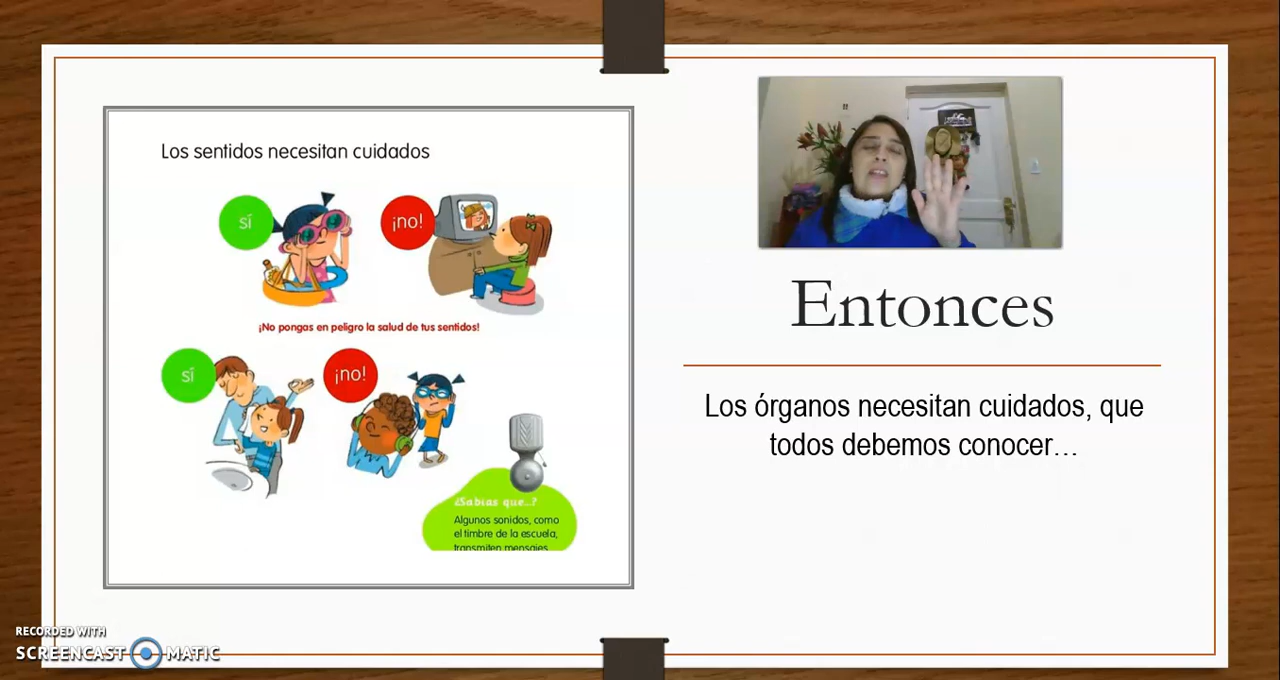 Los sentidos necesitan cuidados
sí
¡no!
¡No pongas en peligro la salud de tus sentidos!
sí
¡no!
¿Sabías que..?
Algunos sonidos, como
el timbre de la escuela,
transmiten mensajes
Entonces
Los órganos necesitan cuidados, que
todos debemos conocer...
RECORDED WITH
SCREENCAST MATIC